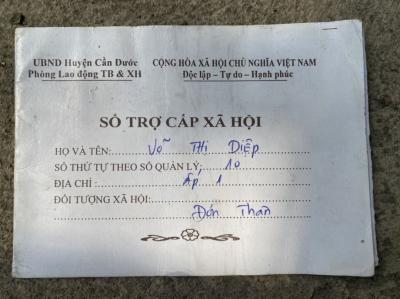 UBND Huyện Cần Đước
Phòng Lao động TB & XH
CỘNG HÒA XÃ HỘI CHỦ NGHĨA VIỆT NAM
Độc lập – Tự do – Hạnh phúc
SỔ TRỢ CẤP XÃ HỘI
HỌ VÀ TÊN: Võ Thị Diệp
SỐ THỨ TỰ THEO SỔ QUẢN LÝ: 10
ĐỊA CHỈ : ấp 1
ĐỐI TƯỢNG XÃ HỘI:
Đơn Thân